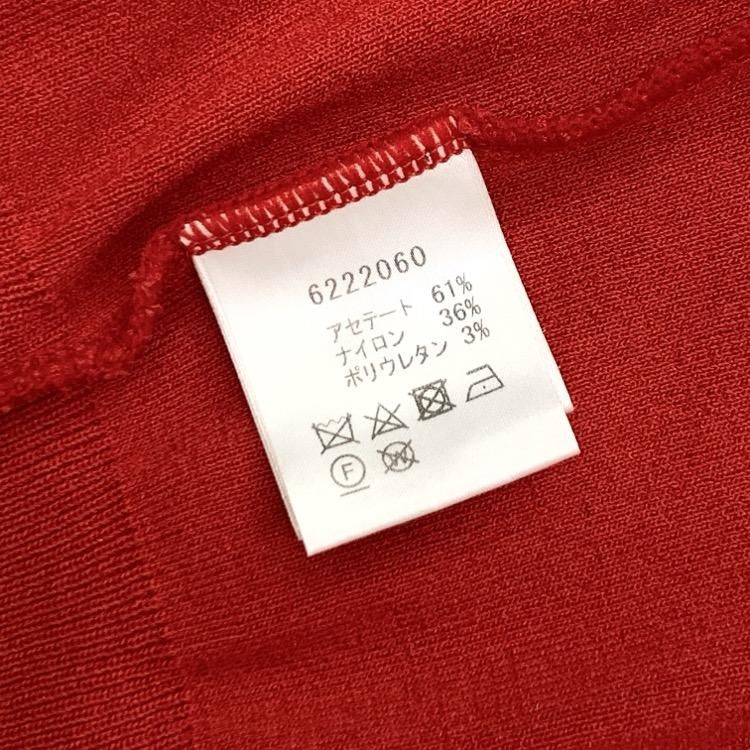 6222060
アセテート 61%
ナイロン 36%
ポリウレタン 3%
F
W